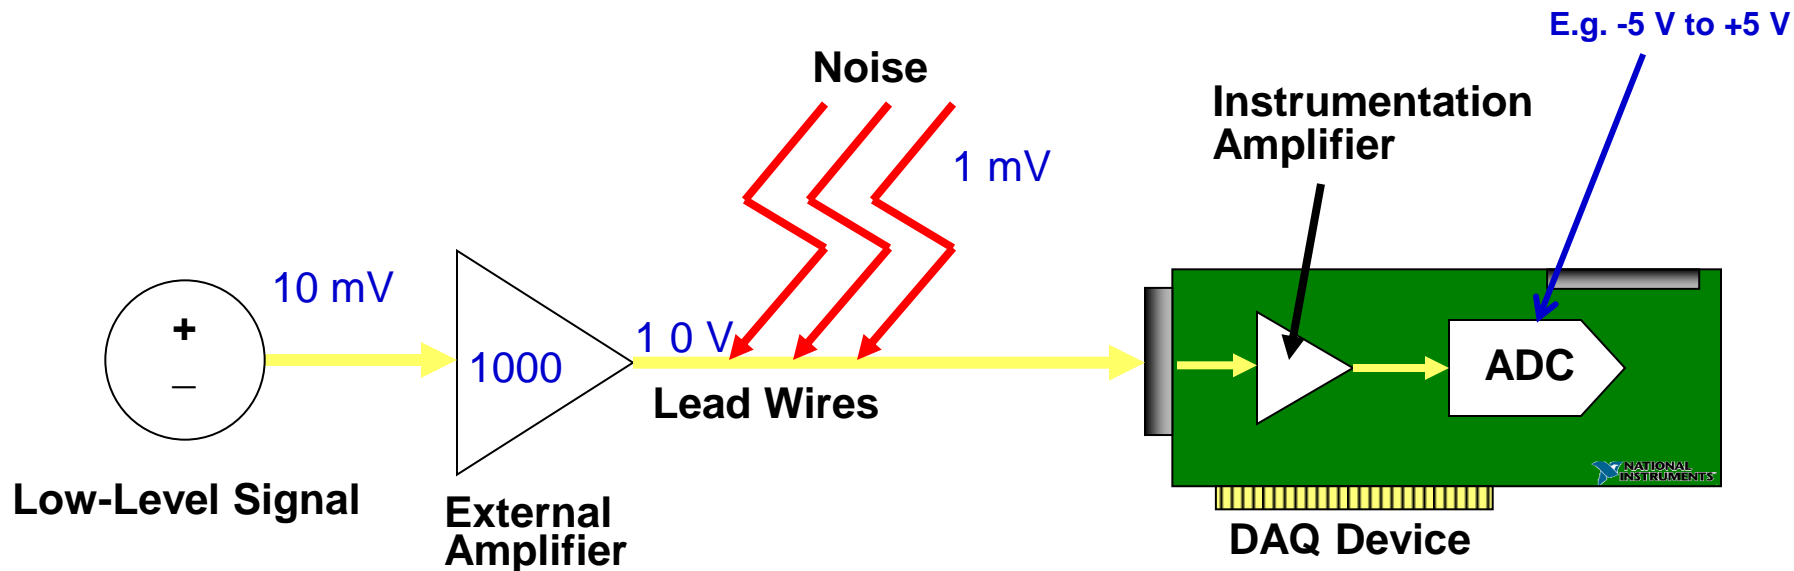 E.g. -5 V to +5 V
Noise
Instrumentation
Amplifier
1 mV
10 mV
1 0 V
1000
+
−
ADC
Lead Wires
NATIONAL
INSTRUMENTS
Low-Level Signal
External
Amplifier
DAQ Device